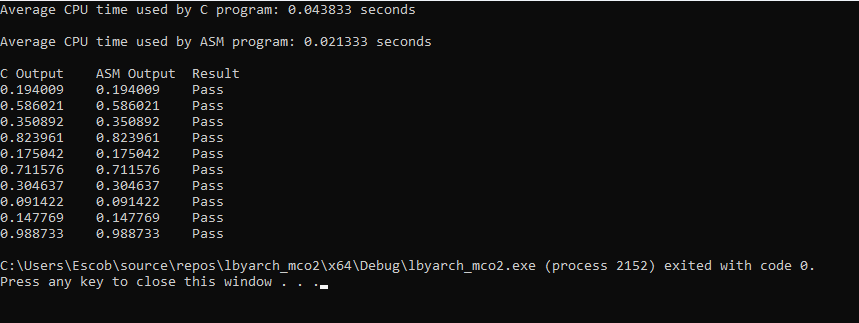 Average CPU time used by C program: 0.043833 seconds
Average CPU time used by ASM program: 0.021333 seconds
C Output    ASM Output  Result
0.194009    0.194009    Pass
0.586021    0.586021    Pass
0.350892    0.350892    Pass
0.823961    0.823961    Pass
0.175042    0.175042    Pass
0.711576    0.711576    Pass
0.304637    0.304637    Pass
0.091422    0.091422    Pass
0.147769    0.147769    Pass
0.988733    0.988733    Pass
C:\Users\Escob\source\repos\lbyarch_mco2\x64\Debug\lbyarch_mco2.exe (process 2152) exited with code 0.
Press any key to close this window . . .